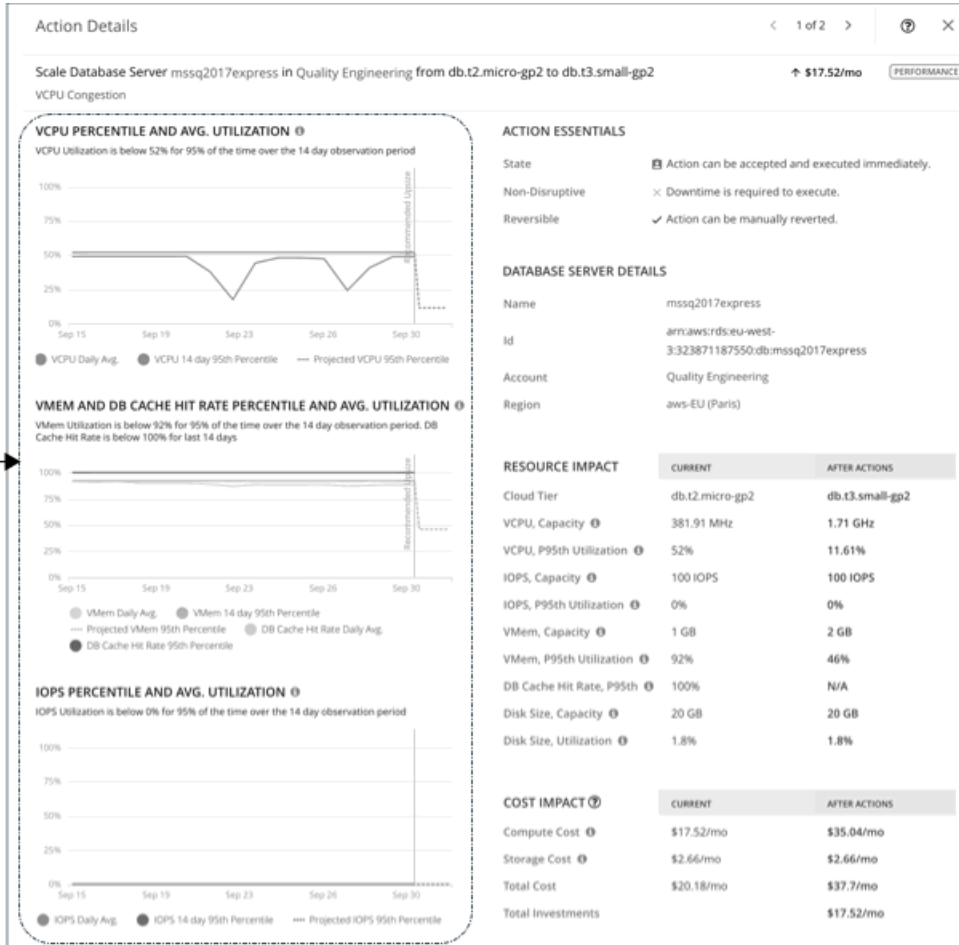 Action Details
1 of 2
Scale Database Server mssq2017express in Quality Engineering from db.t2.micro-gp2 to db.t3.small-gp2
↑ $17.52/mo
PERFORMANCE
VCPU Congestion
VCPU PERCENTILE AND AVG. UTILIZATION
VCPU Utilization is below 52% for 95% of the time over the 14 day observation period
100%
75%
50%
25%
0%
Recommended Upsize
Sep 15 Sep 19 Sep 23 Sep 26 Sep 30
VCPU Daily Avg. VCPU 14 day 95th Percentile Projected VCPU 95th Percentile
VMEM AND DB CACHE HIT RATE PERCENTILE AND AVG. UTILIZATION
VMem Utilization is below 92% for 95% of the time over the 14 day observation period. DB
Cache Hit Rate is below 100% for last 14 days
100%
75%
50%
25%
0%
Recommended Upsize
Sep 15 Sep 19 Sep 23 Sep 26 Sep 30
VMem Daily Avg. VMem 14 day 95th Percentile
Projected VMem 95th Percentile DB Cache Hit Rate Daily Avg.
DB Cache Hit Rate 95th Percentile
IOPS PERCENTILE AND AVG. UTILIZATION
IOPS Utilization is below 0% for 95% of the time over the 14 day observation period
100%
75%
50%
25%
0%
Sep 15 Sep 19 Sep 23 Sep 26 Sep 30
IOPS Daily Avg. IOPS 14 day 95th Percentile Projected IOPS 95th Percentile
ACTION ESSENTIALS
State Action can be accepted and executed immediately.
Non-Disruptive Downtime is required to execute.
Reversible Action can be manually reverted.
DATABASE SERVER DETAILS
Name mssq2017express
Id arn:aws:rds:eu-west-
3:323871187550:db:mssq2017express
Account Quality Engineering
Region aws-EU (Paris)
RESOURCE IMPACT CURRENT AFTER ACTIONS
Cloud Tier db.t2.micro-gp2 db.t3.small-gp2
VCPU, Capacity 381.91 MHz 1.71 GHz
VCPU, P95th Utilization 52% 11.61%
IOPS, Capacity 100 IOPS 100 IOPS
IOPS, P95th Utilization 0% 0%
VMem, Capacity 1 GB 2 GB
VMem, P95th Utilization 92% 46%
DB Cache Hit Rate, P95th 100% N/A
Disk Size, Capacity 20 GB 20 GB
Disk Size, Utilization 1.8% 1.8%
COST IMPACT CURRENT AFTER ACTIONS
Compute Cost $17.52/mo $35.04/mo
Storage Cost $2.66/mo $2.66/mo
Total Cost $20.18/mo $37.7/mo
Total Investments $17.52/mo